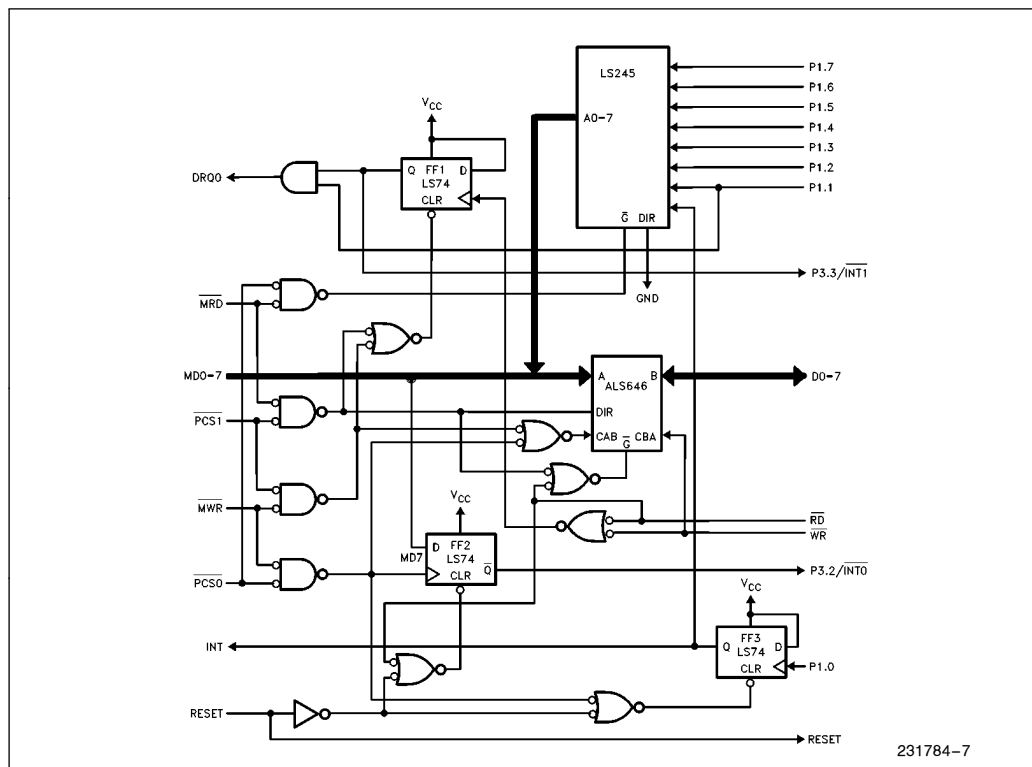 LS245
P1.7
P1.6
P1.5
P1.4
P1.3
P1.2
P1.1
A0-7
VCC
Q FF1 D
LS74
CLR
DRQ0
G DIR
P3.3/INT1
GND
MRD
MD0-7
A B
ALS646
D0-7
DIR
CAB G CBA
PCS1
VCC
MWR
RD
WR
D FF2
MD7 LS74 Q
CLR
P3.2/INT0
PCS0
VCC
INT
Q FF3 D
LS74
CLR
P1.0
RESET
RESET
231784-7